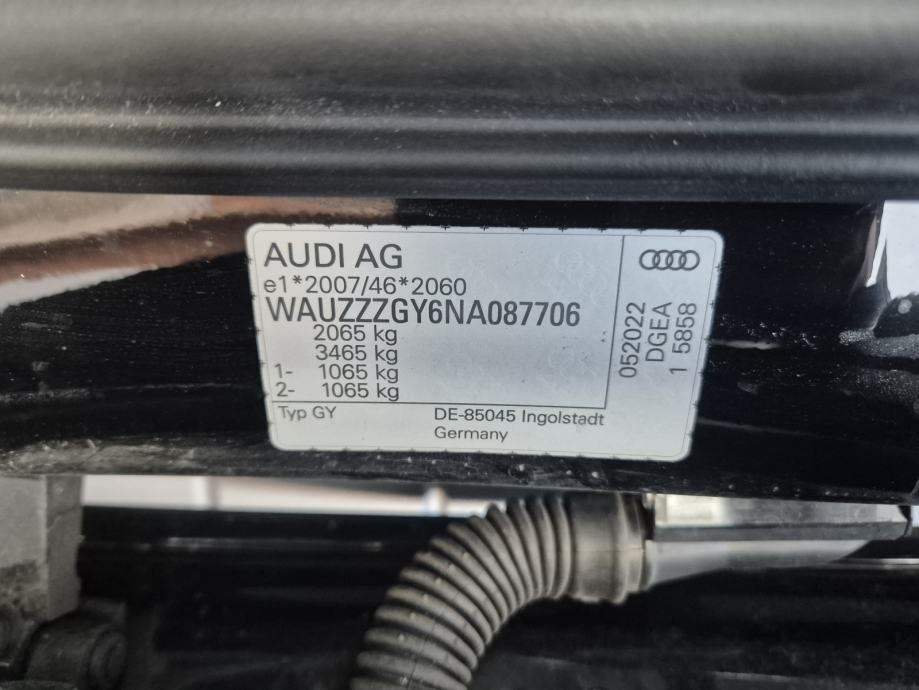 AUDI AG
e1*2007/46*2060
WAUZZZGY6NA087706
2065 kg
3465 kg
1- 1065 kg
2- 1065 kg
Typ GY
DE-85045 Ingolstadt
Germany
052022
DGEA
1 5858